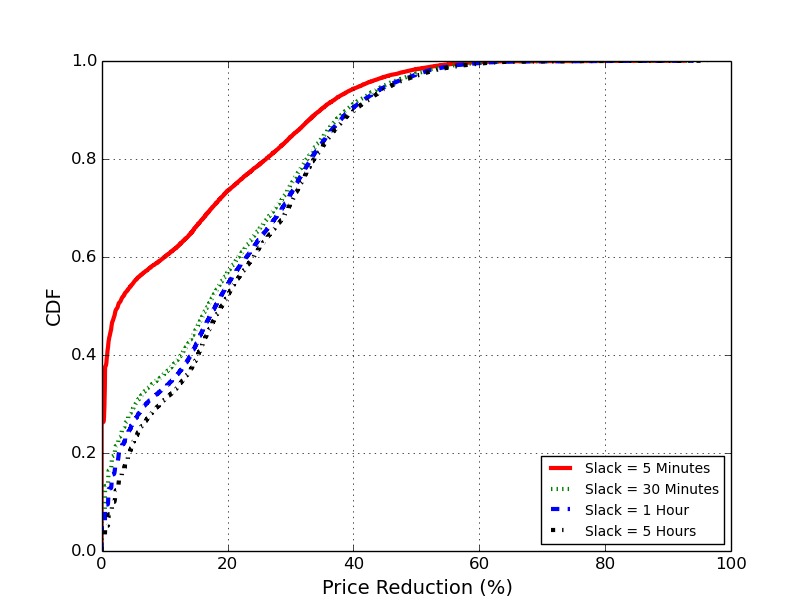 1.0
0.8
0.6
0.4
0.2
0.0
CDF
0 20 40 60 80 100
Price Reduction (%)
Slack = 5 Minutes
Slack = 30 Minutes
Slack = 1 Hour
Slack = 5 Hours